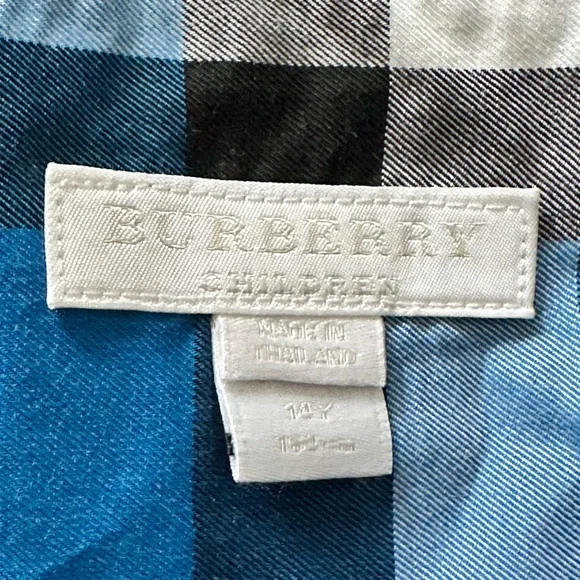 BURBERRY
CHILDREN
MADE IN
THAILAND
14Y